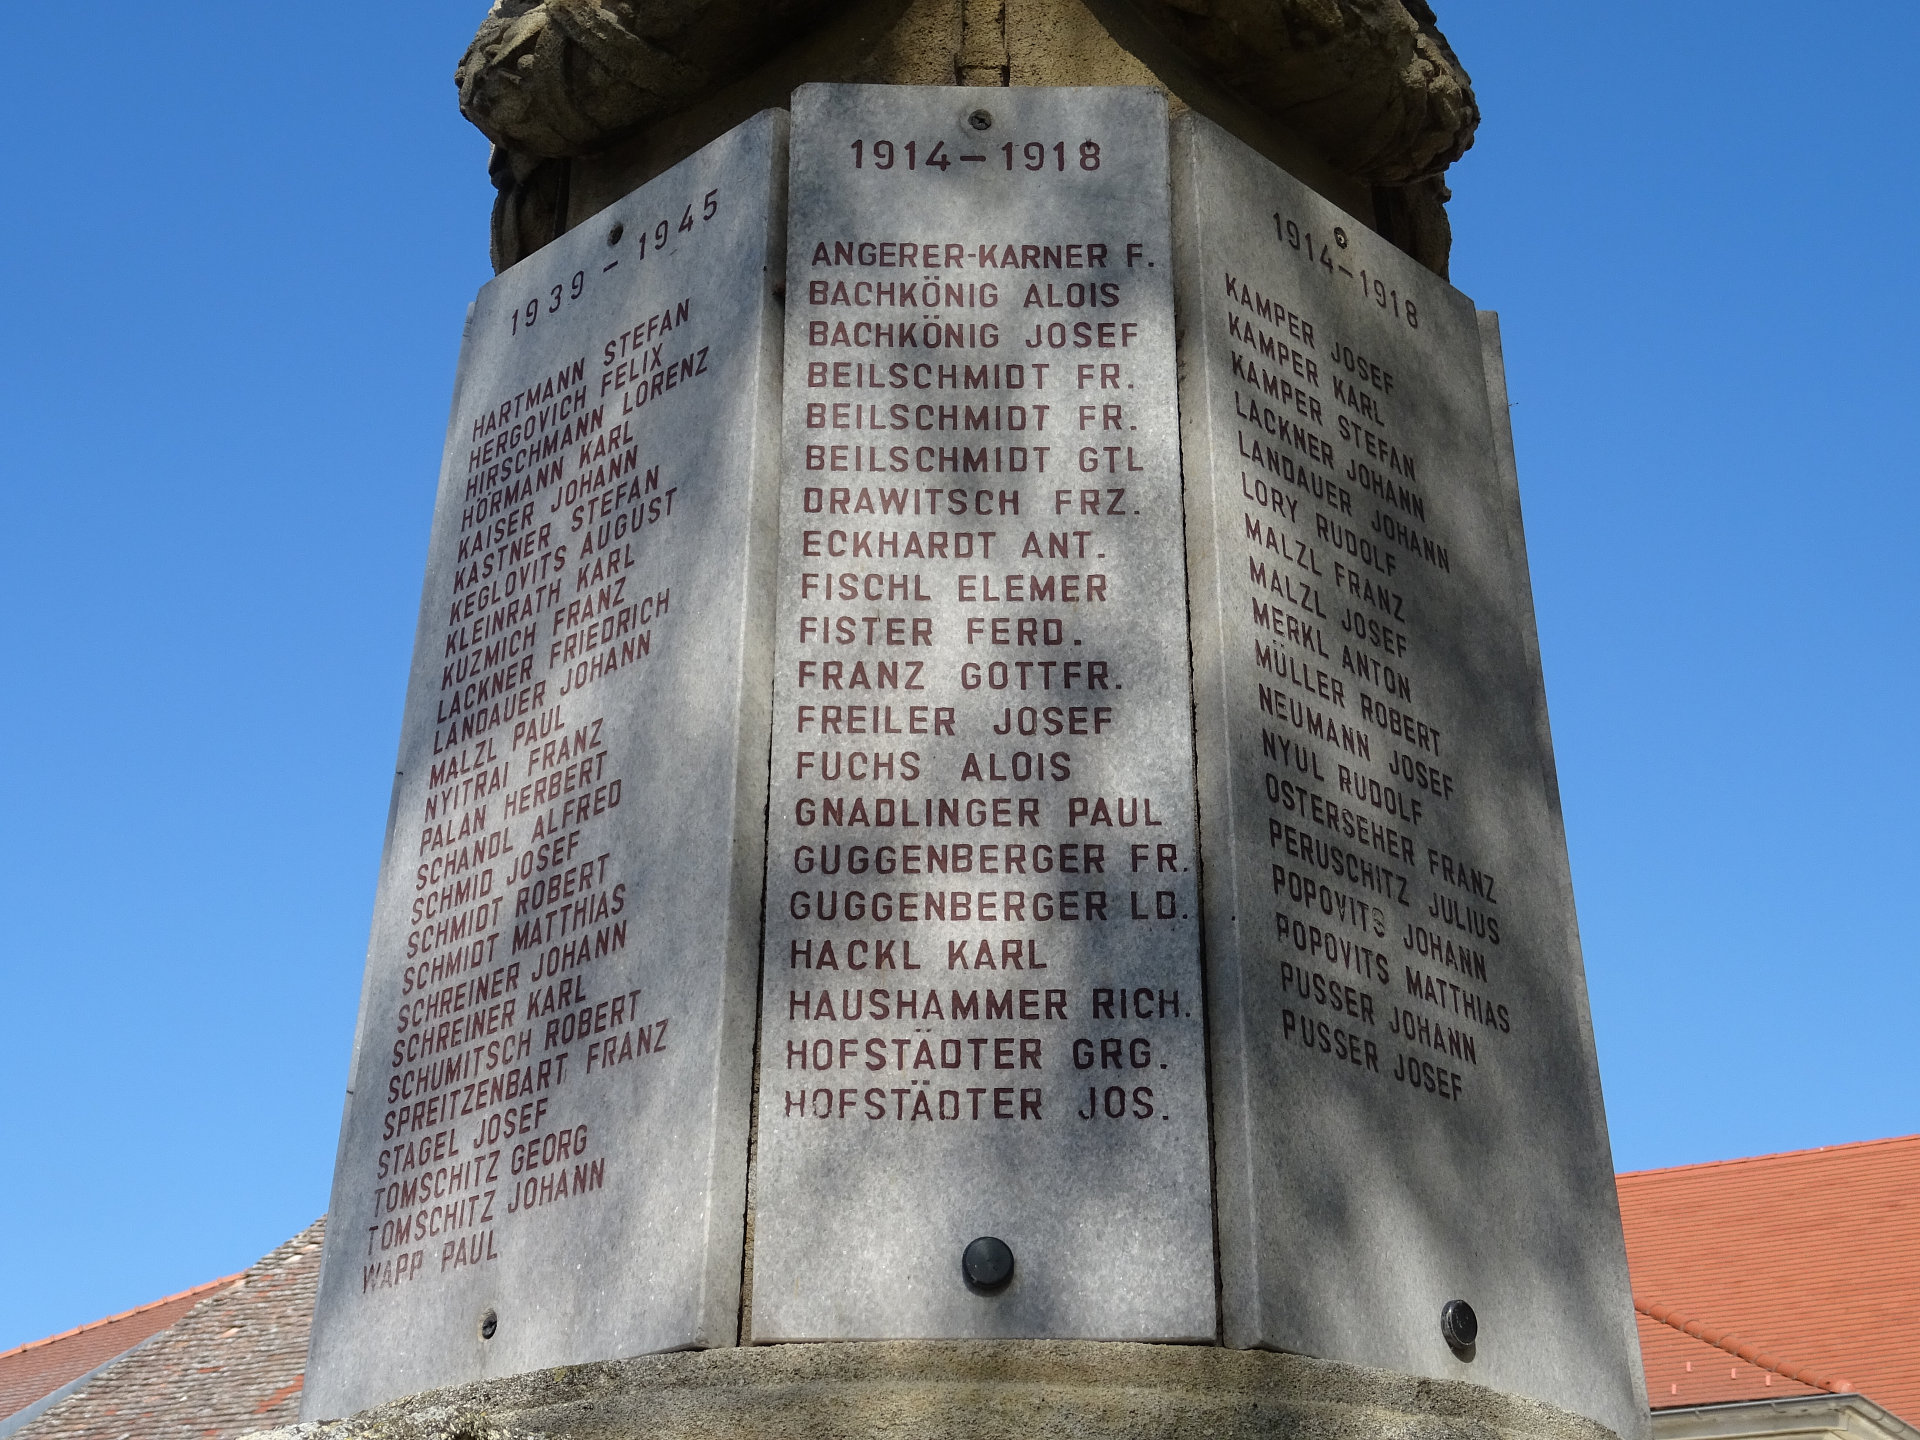 1939 – 1945
HARTMANN STEFAN
HERGOVICH FELIX
HIRSCHMANN LORENZ
HÖRMANN KARL
KAISER JOHANN
KASTNER STEFAN
KEGLOVITS AUGUST
KLEINRATH KARL
KUZMICH FRANZ
LACKNER FRIEDRICH
LANDAUER JOHANN
MALZL PAUL
NYITRAI FRANZ
PALAN HERBERT
SCHANDL ALFRED
SCHMID JOSEF
SCHMIDT ROBERT
SCHMIDT MATTHIAS
SCHREINER JOHANN
SCHREINER KARL
SCHUMITSCH ROBERT
SPREITZENBART FRANZ
STAGEL JOSEF
TOMSCHITZ GEORG
TOMSCHITZ JOHANN
WAPP PAUL
1914 – 1918
ANGERER-KARNER F.
BACHKÖNIG ALOIS
BACHKÖNIG JOSEF
BEILSCHMIDT FR.
BEILSCHMIDT FR.
BEILSCHMIDT GTL
DRAWITSCH FRZ.
ECKHARDT ANT.
FISCHL ELEMER
FISTER FERD.
FRANZ GOTTFR.
FREILER JOSEF
FUCHS ALOIS
GNADLINGER PAUL
GUGGENBERGER FR.
GUGGENBERGER LD.
HACKL KARL
HAUSHAMMER RICH.
HOFSTÄDTER GRG.
HOFSTÄDTER JOS.
1914 – 1918
KAMPER JOSEF
KAMPER KARL
KAMPER STEFAN
LACKNER JOHANN
LANDAUER JOHANN
LORY RUDOLF
MALZL FRANZ
MALZL JOSEF
MERKL ANTON
MÜLLER ROBERT
NEUMANN JOSEF
NYUL RUDOLF
OSTERSEHER FRANZ
PERUSCHITZ JULIUS
POPOVITS JOHANN
POPOVITS MATTHIAS
PUSSER JOHANN
PUSSER JOSEF